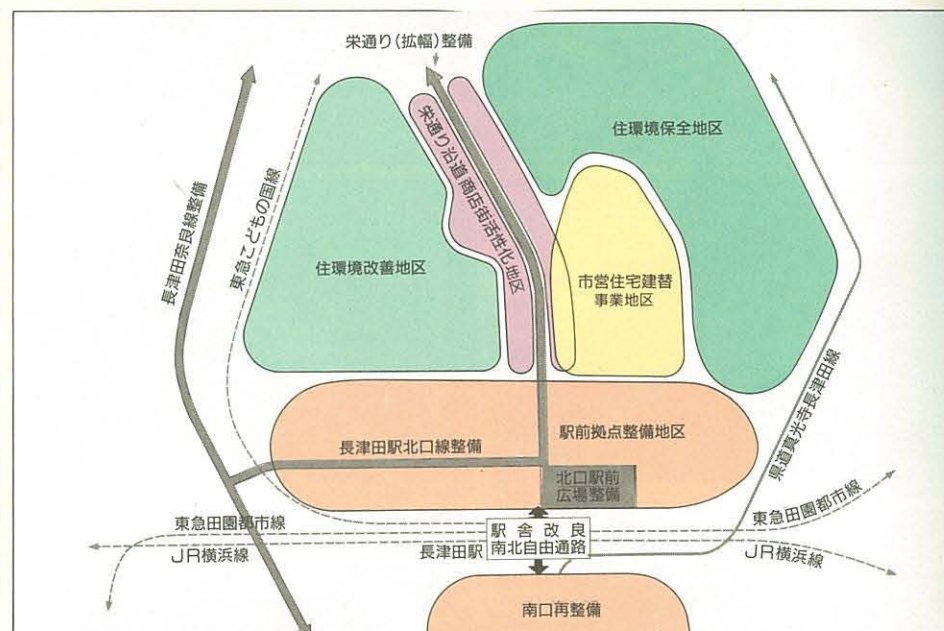 栄通り(拡幅)整備
住環境保全地区
長津田奈良線整備
東急こどもの国線
栄通り沿道商店街活性化地区
住環境改善地区
市営住宅建替
事業地区
県道真光寺長津田線
長津田駅北口線整備
駅前拠点整備地区
北口駅前
広場整備
東急田園都市線
東急田園都市線
駅舎改良
南北自由通路
長津田駅
JR横浜線
JR横浜線
南口再整備